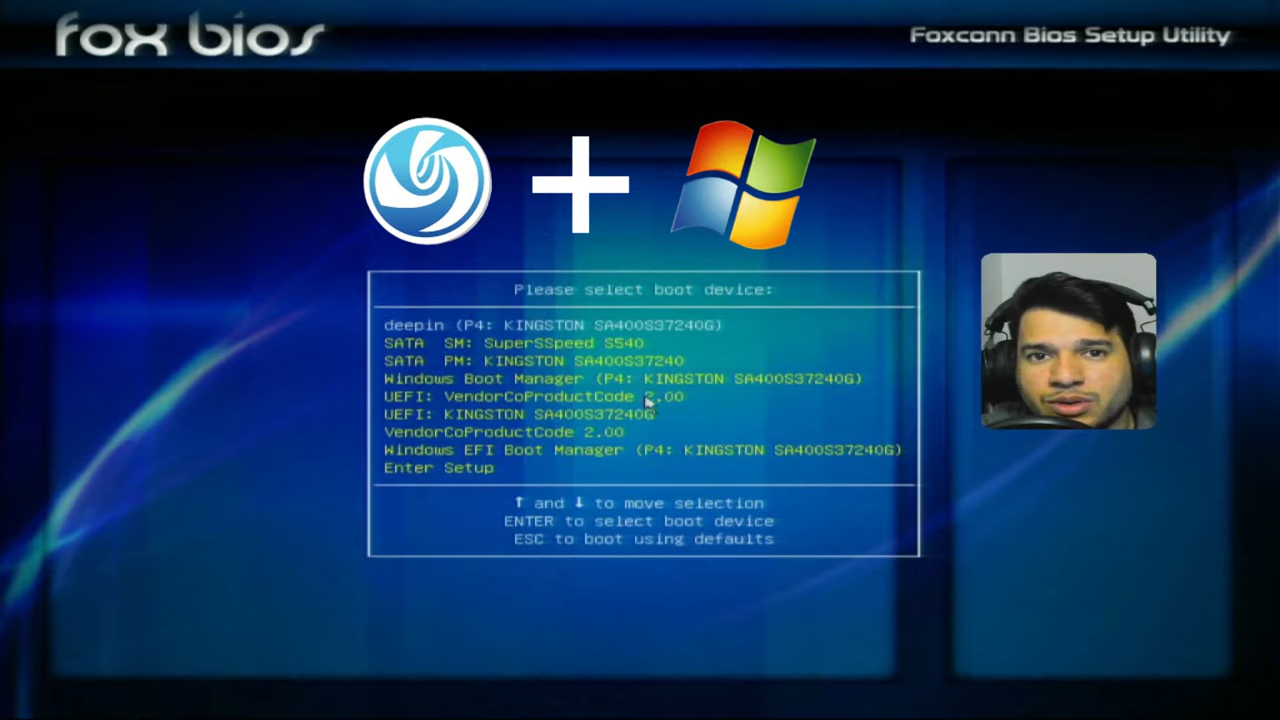 fox bios
Foxconn Bios Setup Utility
Please select boot device:
deepin (P4: KINGSTON SA400S37240G)
SATA SM: SuperSSpeed S540
SATA PM: KINGSTON SA400S37240
Windows Boot Manager (P4: KINGSTON SA400S37240G)
UEFI: VendorCoProductCode 2.00
UEFI: KINGSTON SA400S37240G
VendorCoProductCode 2.00
Windows EFI Boot Manager (P4: KINGSTON SA400S37240G)
Enter Setup
↑ and ↓ to move selection
ENTER to select boot device
ESC to boot using defaults